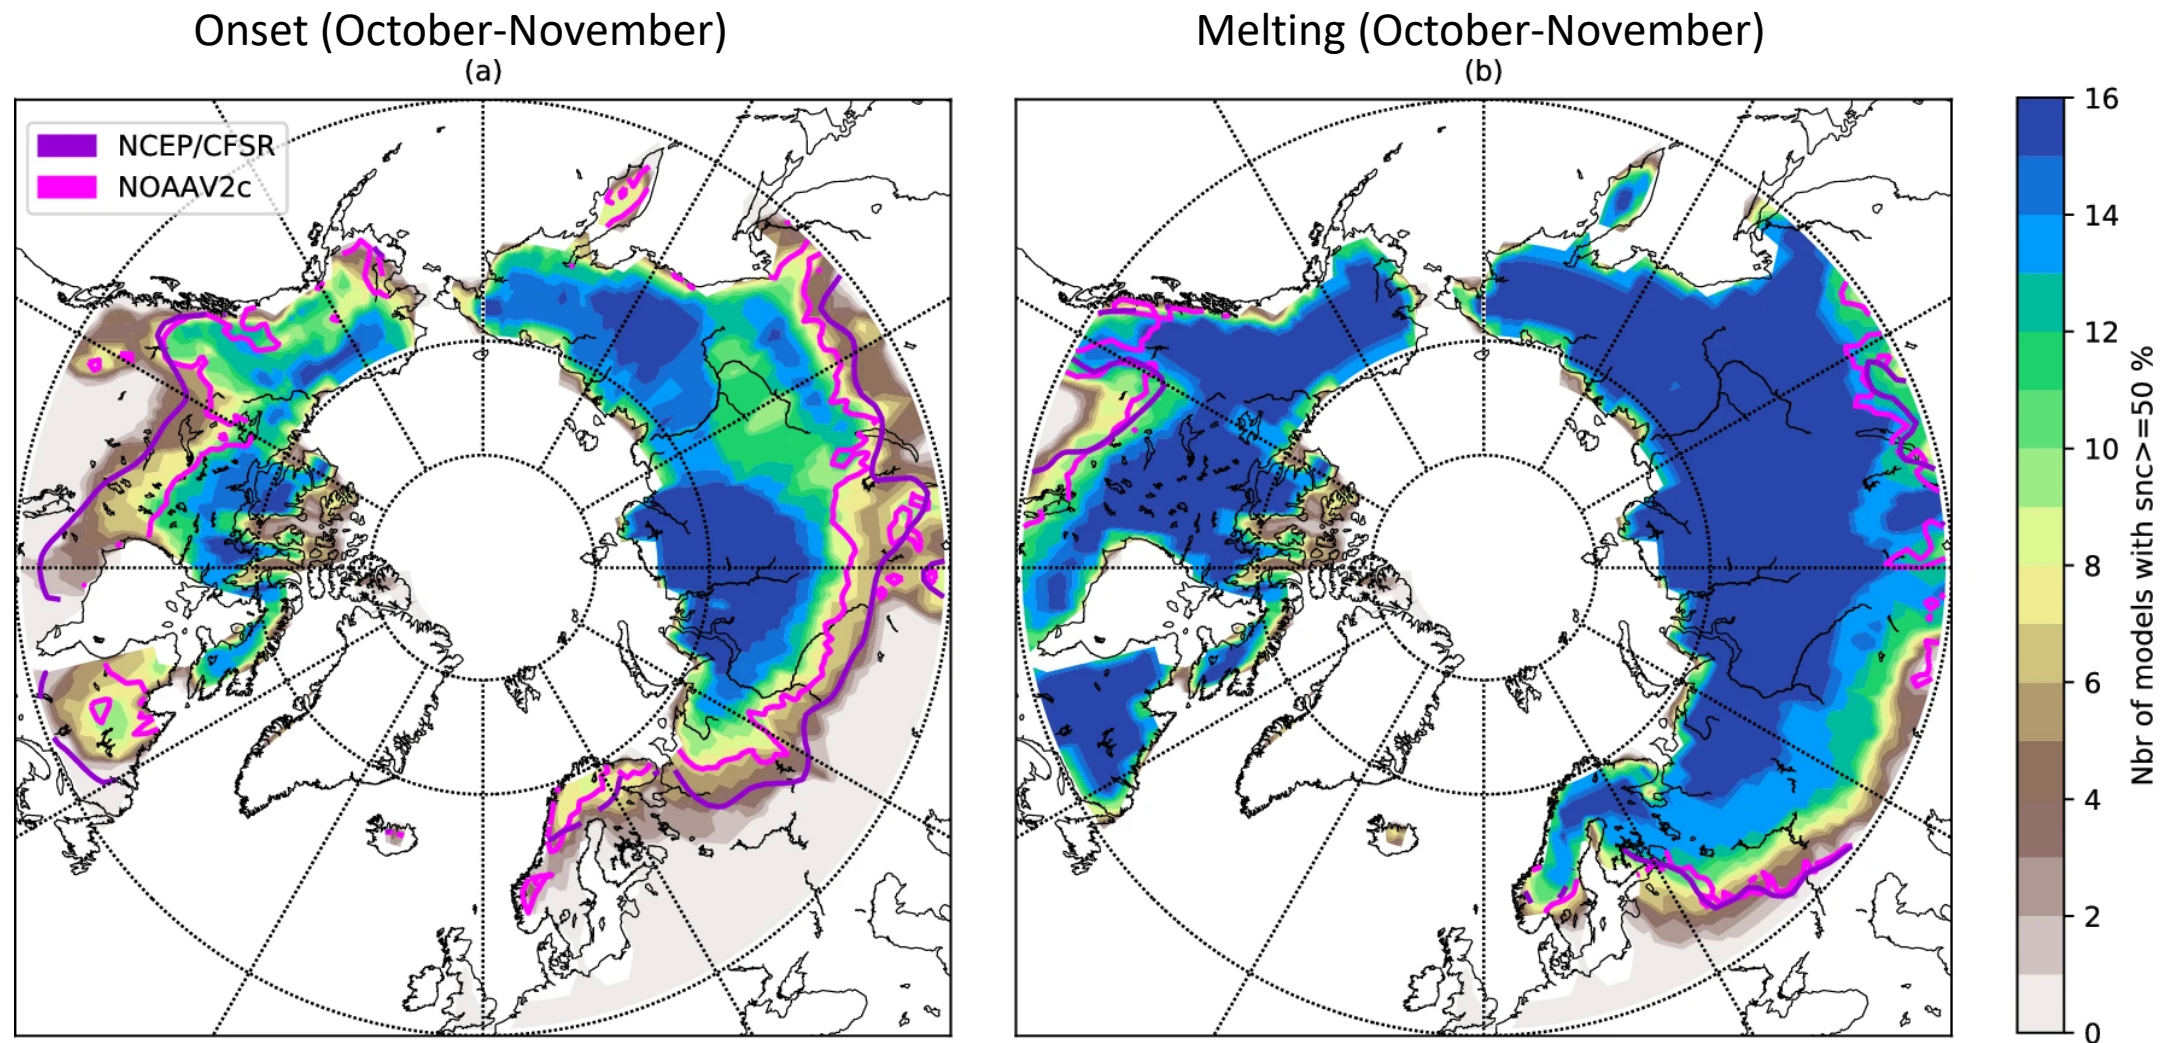 Onset (October-November)
Melting (October-November)
(a)
(b)
NCEP/CFSR
NOAAV2c
16
14
12
10
8
6
4
2
0
Nbr of models with snc>=50 %